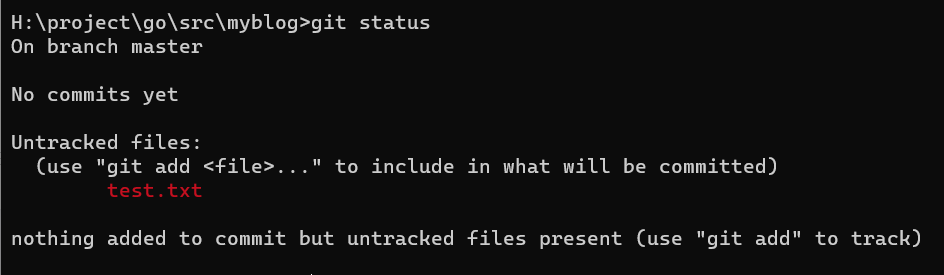 H:\project\go\src\myblog>git status
On branch master
No commits yet
Untracked files:
(use "git add <file>..." to include in what will be committed)
test.txt
nothing added to commit but untracked files present (use "git add" to track)